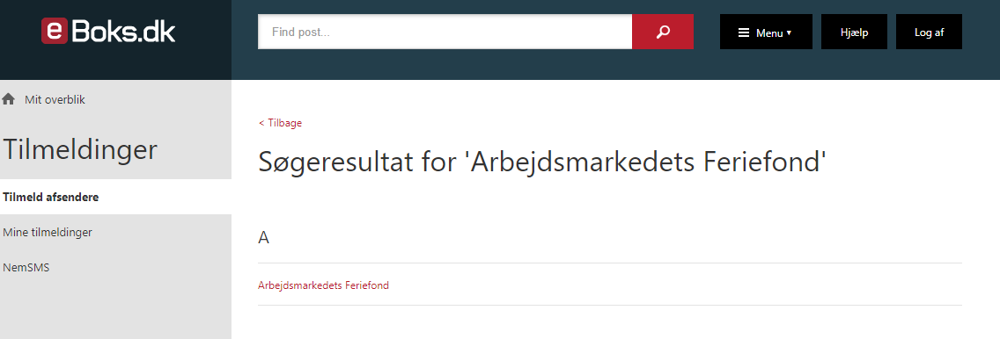 e Boks.dk
Find post...
Menu
Hjælp
Log af
Mit overblik
Tilmeldinger
Tilmeld afsendere
Mine tilmeldinger
NemSMS
< Tilbage
Søgeresultat for 'Arbejdsmarkedets Feriefond'
A
Arbejdsmarkedets Feriefond